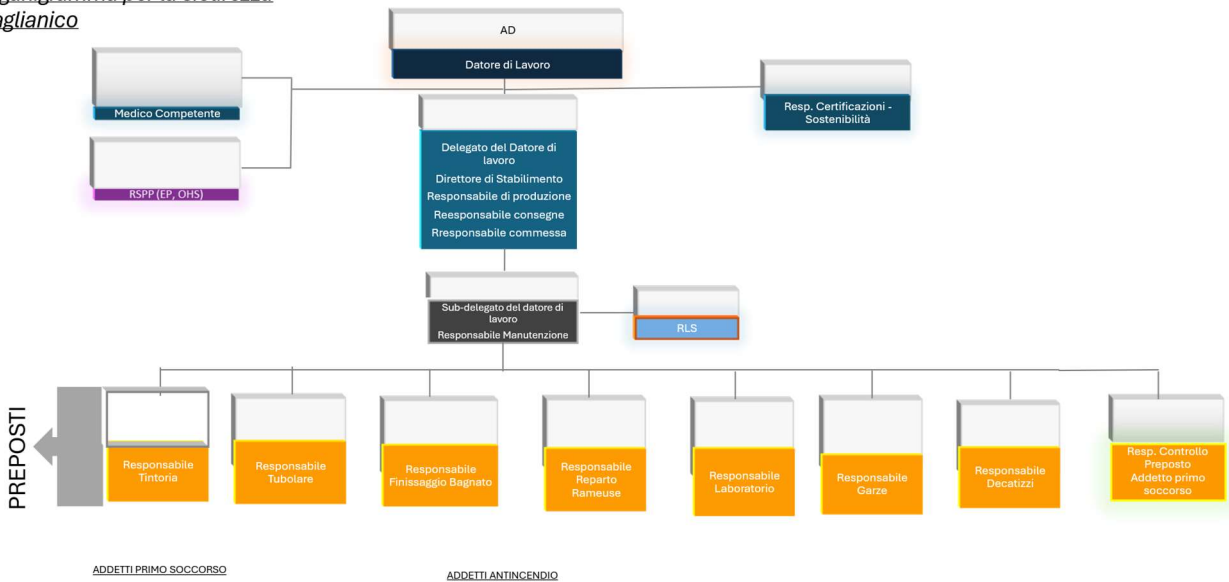 aglianico
AD
Datore di Lavoro
Medico Competente
Resp. Certificazioni -
Sostenibilità
RSPP (EP, OHS)
Delegato del Datore di
lavoro
Direttore di Stabilimento
Responsabile di produzione
Reesponsabile consegne
Rresponsabile commessa
Sub-delegato del datore di
lavoro
Responsabile Manutenzione
RLS
PREPOSTI
Responsabile
Tintoria
Responsabile
Tubolare
Responsabile
Finissaggio Bagnato
Responsabile
Reparto
Rameuse
Responsabile
Laboratorio
Responsabile
Garze
Responsabile
Decatizzi
Resp. Controllo
Preposto
Addetto primo
soccorso
ADDETTI PRIMO SOCCORSO
ADDETTI ANTINCENDIO